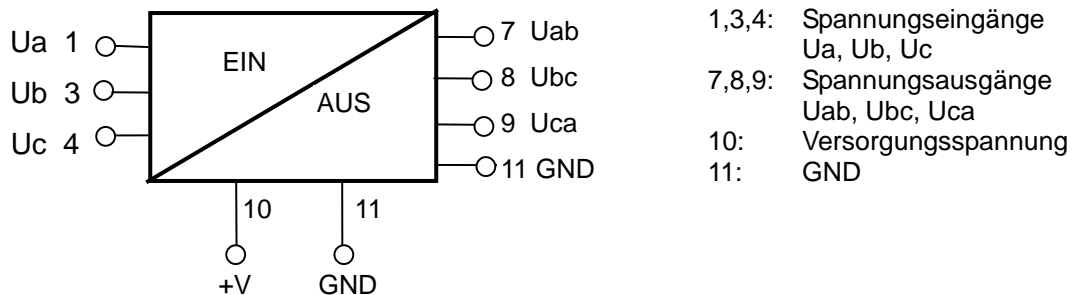 Ua 1
Ub 3
Uc 4
EIN
AUS
7 Uab
8 Ubc
9 Uca
11 GND
10
11
+V
GND
1,3,4: Spannungseingänge
Ua, Ub, Uc
7,8,9: Spannungsausgänge
Uab, Ubc, Uca
10: Versorgungsspannung
11: GND